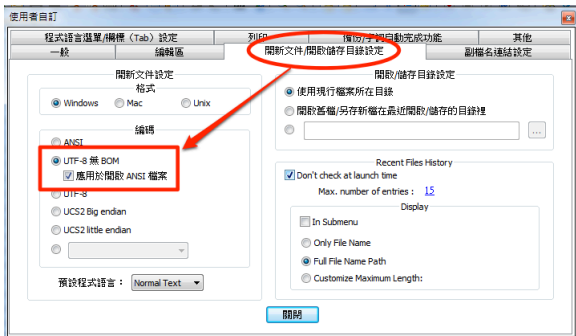 使用者自訂
程式語言選單/欄標（Tab）設定 列印 備份/字詞自動完成功能 其他
一般 編輯區 開新文件/開啟儲存目錄設定 副檔名連結設定
開新文件設定
格式
Windows Mac Unix
編碼
ANSI
UTF-8 無 BOM
應用於開啟 ANSI 檔案
UTF-8
UCS2 Big endian
UCS2 little endian
預設程式語言： Normal Text
開啟/儲存目錄設定
使用現行檔案所在目錄
開啟舊檔/另存新檔在最近開啟/儲存的目錄裡
...
Recent Files History
Don't check at launch time
Max. number of entries : 15
Display
In Submenu
Only File Name
Full File Name Path
Customize Maximum Length:
關閉